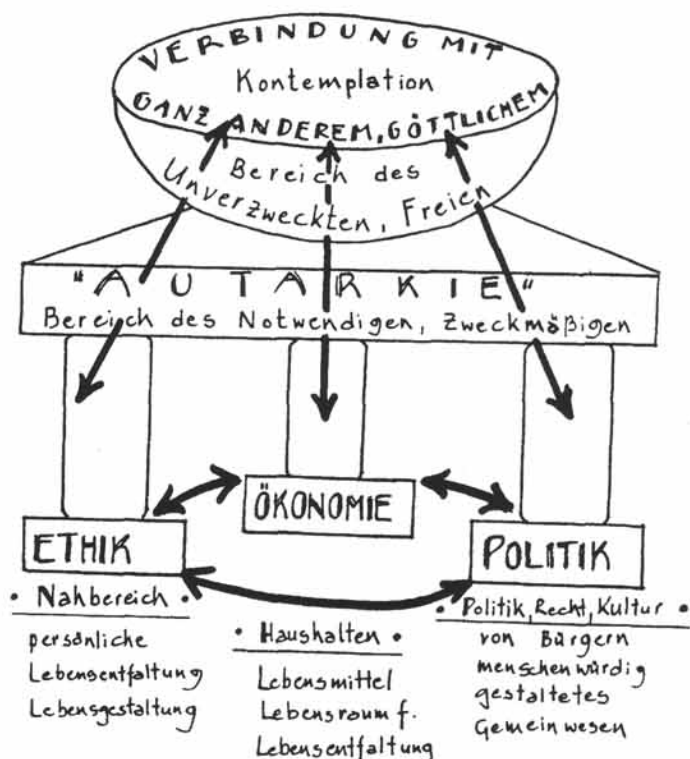 VERBINDUNG MIT
Kontemplation
GANZ ANDEREM, GÖTTLICHEM
Bereich des
Unverzweckten, Freien
"AUTARKIE"
Bereich des Notwendigen, Zweckmäßigen
ÖKONOMIE
ETHIK
POLITIK
• Nahbereich •
persönliche
Lebensentfaltung
Lebensgestaltung
• Haushalten •
Lebensmittel
Lebensraum f.
Lebensentfaltung
• Politik, Recht, Kultur •
von Bürgern
menschenwürdig
gestaltetes
Gemeinwesen